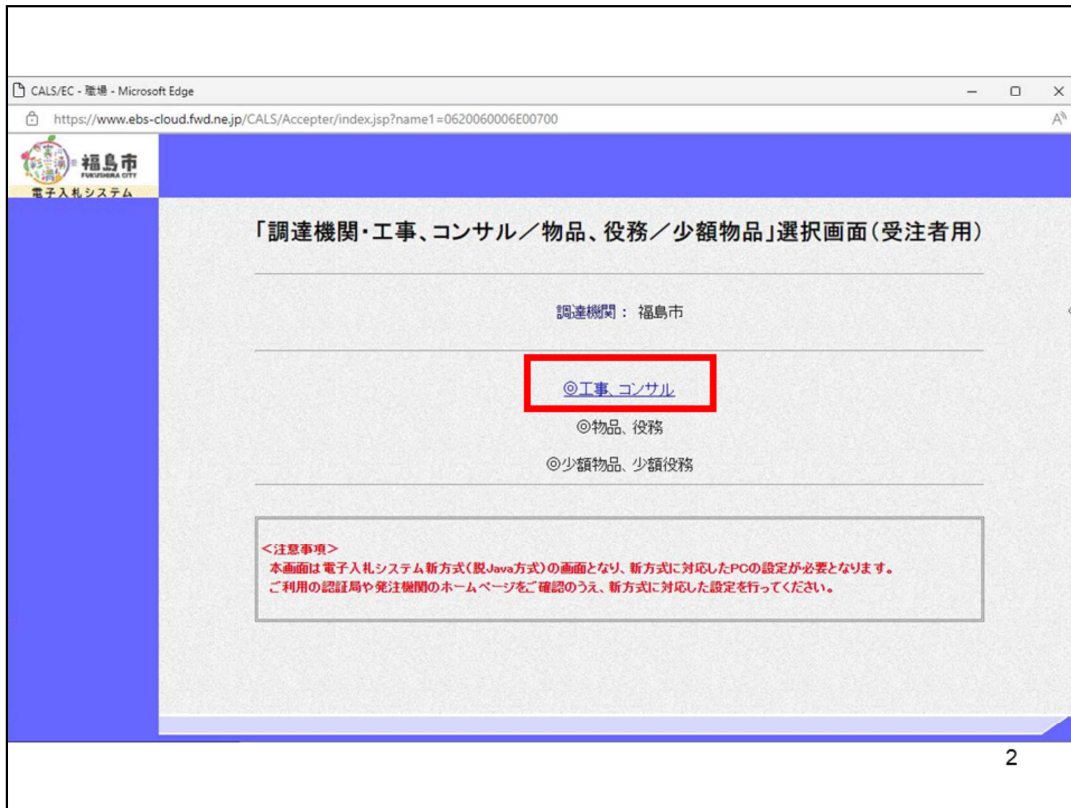 CALS/EC - 職場 - Microsoft Edge
https://www.ebs-cloud.fwd.ne.jp/CALS/Accepter/index.jsp?name1=0620060006E00700
福島市
FUKUSHIMA CITY
電子入札システム
「調達機関・工事、コンサル／物品、役務／少額物品」選択画面(受注者用)
調達機関： 福島市
◎工事、コンサル
◎物品、役務
◎少額物品、少額役務
＜注意事項＞
本画面は電子入札システム新方式(脱Java方式)の画面となり、新方式に対応したPCの設定が必要となります。
ご利用の認証局や発注機関のホームページをご確認のうえ、新方式に対応した設定を行ってください。
2